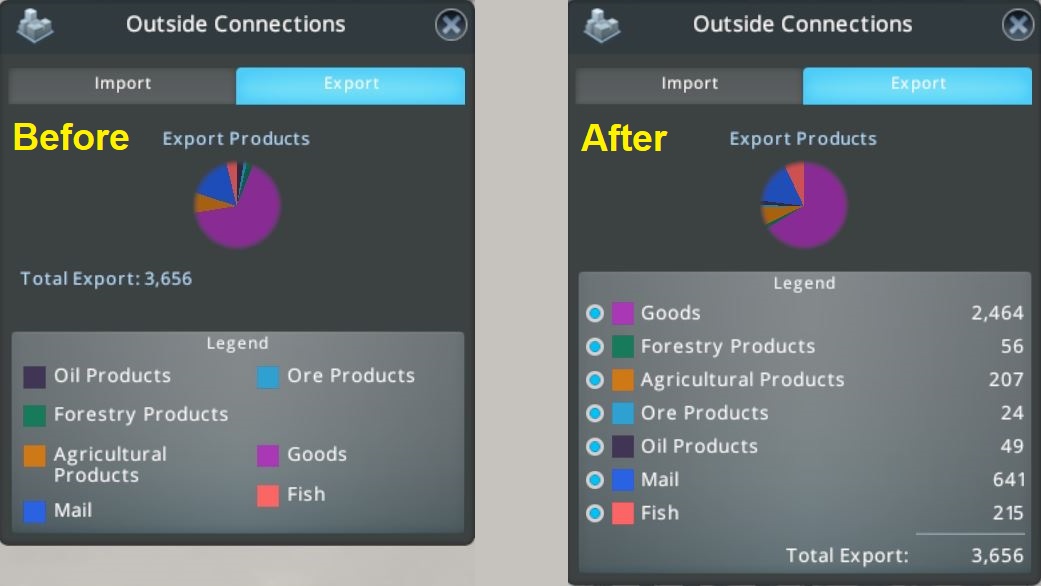 Outside Connections
Import Export
Before Export Products
Total Export: 3,656
Legend
Oil Products Ore Products
Forestry Products
Agricultural
Products
Goods
Mail
Fish
Outside Connections
Import Export
After Export Products
Legend
Goods 2,464
Forestry Products 56
Agricultural Products 207
Ore Products 24
Oil Products 49
Mail 641
Fish 215
Total Export: 3,656